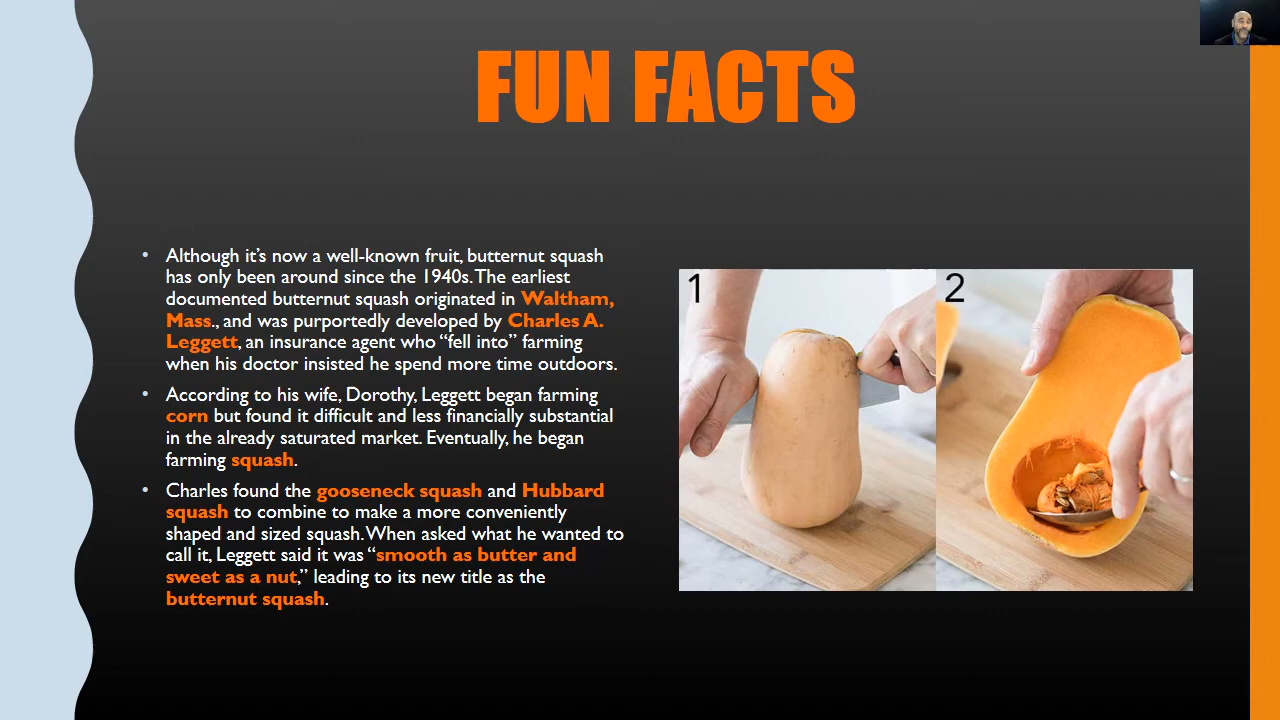 FUN FACTS
• Although it’s now a well-known fruit, butternut squash
has only been around since the 1940s. The earliest
documented butternut squash originated in Waltham,
Mass., and was purportedly developed by Charles A.
Leggett, an insurance agent who “fell into” farming
when his doctor insisted he spend more time outdoors.
• According to his wife, Dorothy, Leggett began farming
corn but found it difficult and less financially substantial
in the already saturated market. Eventually, he began
farming squash.
• Charles found the gooseneck squash and Hubbard
squash to combine to make a more conveniently
shaped and sized squash. When asked what he wanted to
call it, Leggett said it was “smooth as butter and
sweet as a nut,” leading to its new title as the
butternut squash.
1
2